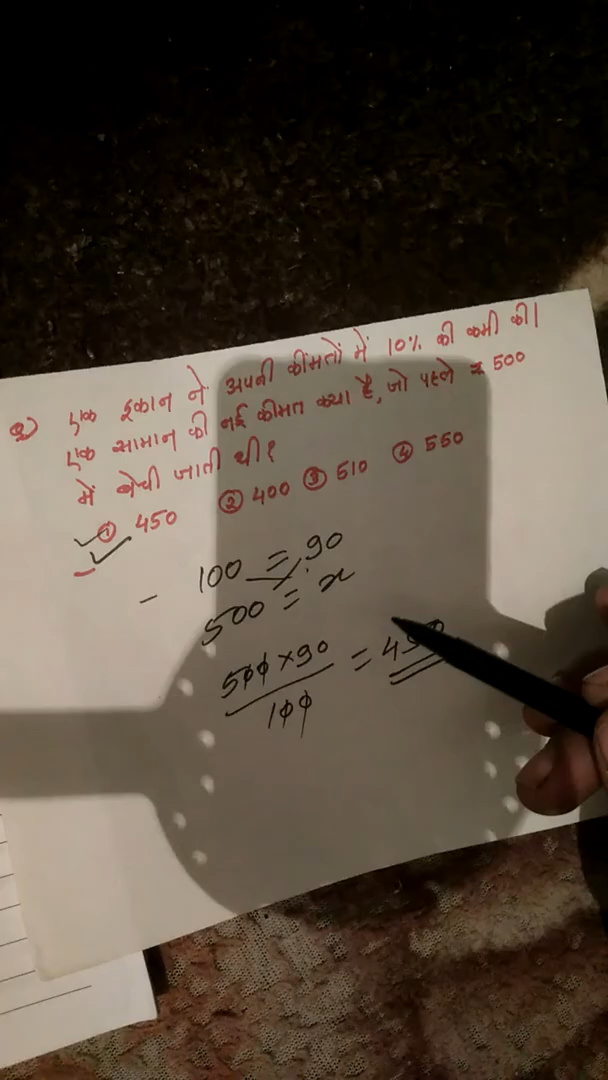 Q) एक दुकान ने अपनी कींमतों में 10% की कमी की।
एक सामान की नई कीमत क्या है, जो पहले ₹ 500
में बेची जाती थी?
① 450 ② 400 ③ 510 ④ 550
100 = 90
500 = x
500 × 90 / 100 = 450